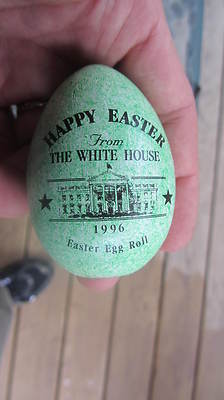 HAPPY EASTER
From
THE WHITE HOUSE
1996
Easter Egg Roll